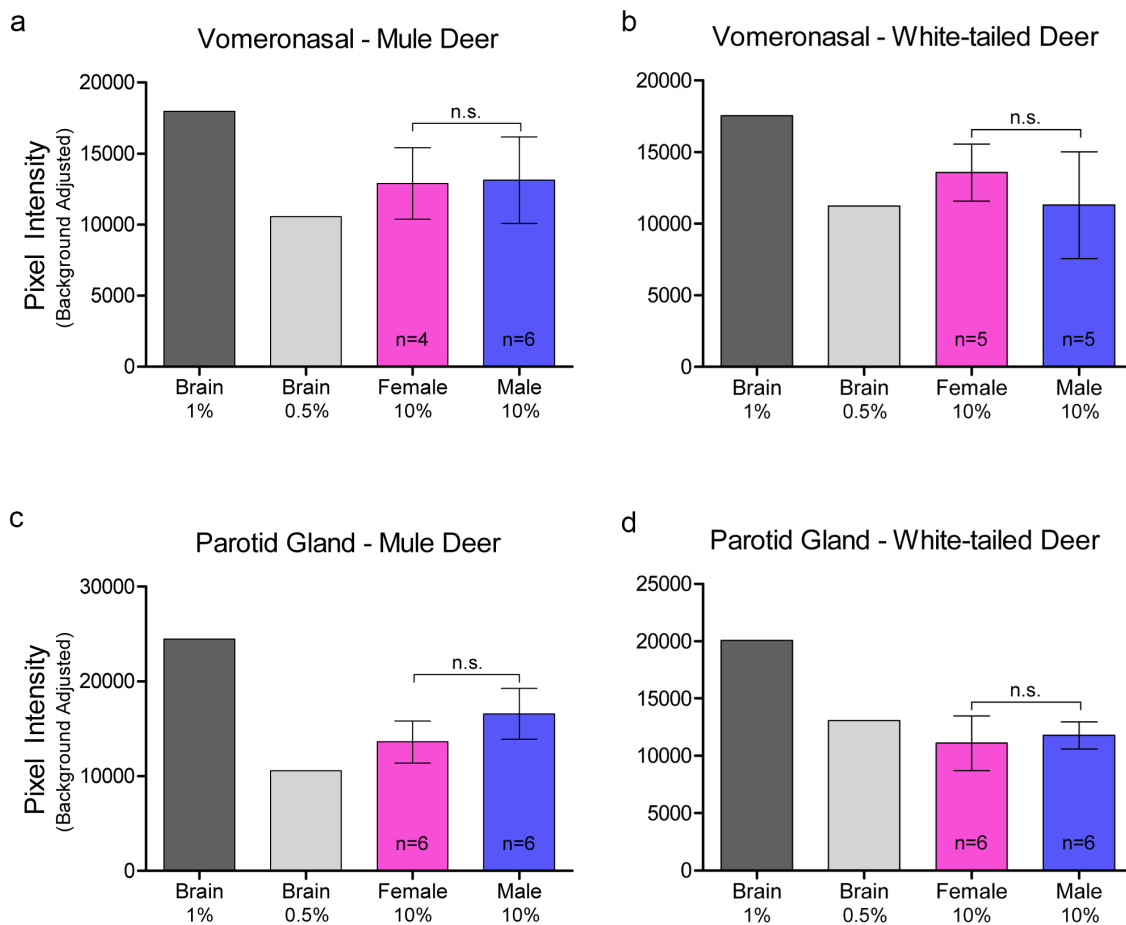 a
Vomeronasal - Mule Deer
Pixel Intensity
(Background Adjusted)
20000
15000
10000
5000
0
n.s.
n=4
n=6
Brain
1%
Brain
0.5%
Female
10%
Male
10%
b
Vomeronasal - White-tailed Deer
20000
15000
10000
5000
0
n.s.
n=5
n=5
Brain
1%
Brain
0.5%
Female
10%
Male
10%
c
Parotid Gland - Mule Deer
Pixel Intensity
(Background Adjusted)
30000
20000
10000
0
n.s.
n=6
n=6
Brain
1%
Brain
0.5%
Female
10%
Male
10%
d
Parotid Gland - White-tailed Deer
25000
20000
15000
10000
5000
0
n.s.
n=6
n=6
Brain
1%
Brain
0.5%
Female
10%
Male
10%